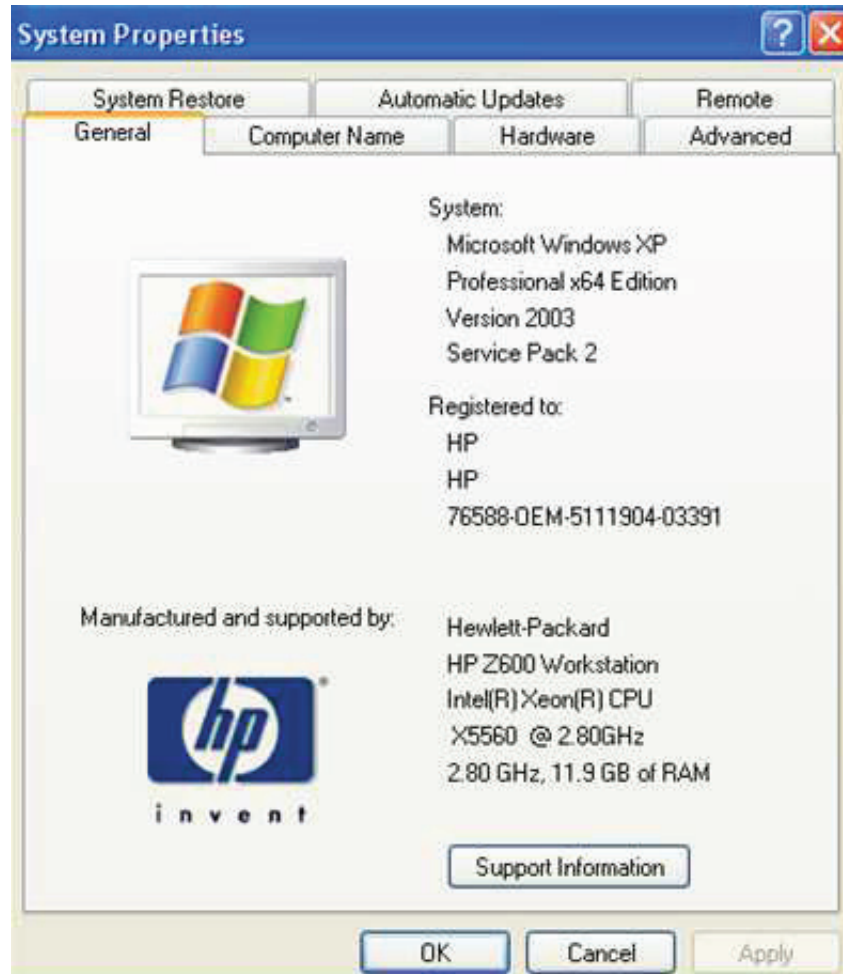 System Properties
System Restore Automatic Updates Remote
General Computer Name Hardware Advanced
System:
Microsoft Windows XP
Professional x64 Edition
Version 2003
Service Pack 2
Registered to:
HP
HP
76588-OEM-5111904-03391
Manufactured and supported by:
Hewlett-Packard
HP Z600 Workstation
Intel(R) Xeon(R) CPU
X5560 @ 2.80GHz
2.80 GHz, 11.9 GB of RAM
hp
invent
Support Information
OK Cancel Apply